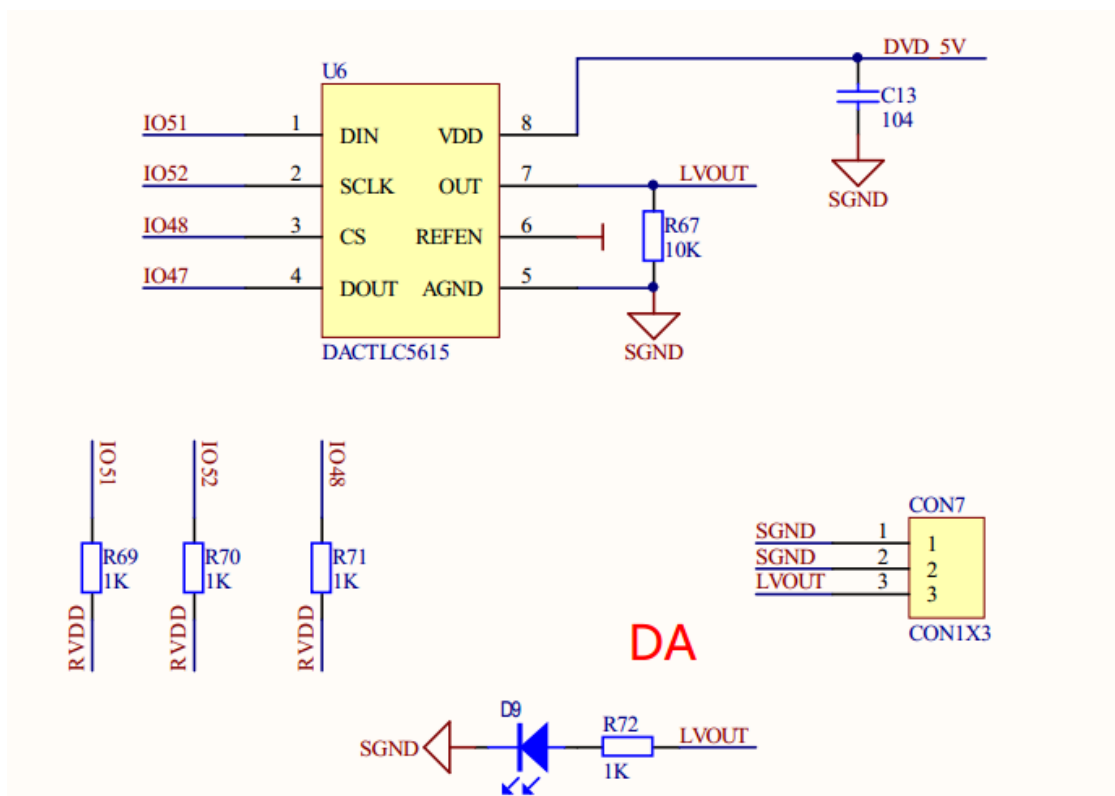 DVD_5V
U6
C13
104
IO51 1 DIN VDD 8
IO52 2 SCLK OUT 7 LVOUT
SGND
IO48 3 CS REFEN 6
R67
10K
IO47 4 DOUT AGND 5
DACTLC5615
SGND
IO51 IO52 IO48
R69 R70 R71
1K 1K 1K
RVDD RVDD RVDD
CON7
SGND 1 1
SGND 2 2
LVOUT 3 3
CON1X3
DA
D9
R72
SGND LVOUT
1K